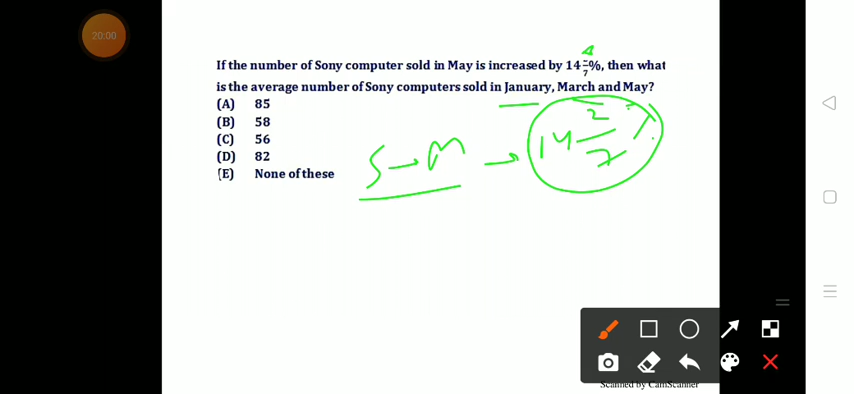 20:00
If the number of Sony computer sold in May is increased by 14 2/7%, then what
is the average number of Sony computers sold in January, March and May?
(A) 85
(B) 58
(C) 56
(D) 82
(E) None of these
S → M → 14 2/7 %
Scanned by CamScanner